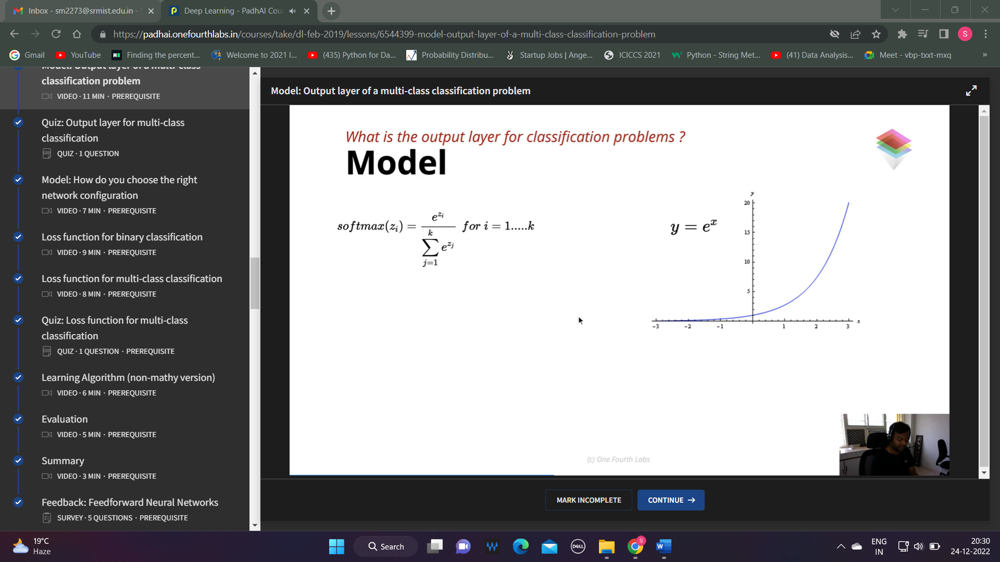 Inbox - sm2273@srmist.edu.in -
Deep Learning - PadhAI Cou
https://padhai.onefourthlabs.in/courses/take/dl-feb-2019/lessons/6544399-model-output-layer-of-a-multi-class-classification-problem
S
Gmail
YouTube
Finding the percent...
Welcome to 2021 I...
(435) Python for Da...
Probability Distribu...
Startup Jobs | Ange...
ICICCS 2021
Python - String Met...
(41) Data Analysis...
Meet - vbp-txxt-mxq
»
Model: Output layer of a multi-class
classification problem
VIDEO · 11 MIN · PREREQUISITE
Quiz: Output layer for multi-class
classification
QUIZ · 1 QUESTION
Model: How do you choose the right
network configuration
VIDEO · 7 MIN · PREREQUISITE
Loss function for binary classification
VIDEO · 9 MIN · PREREQUISITE
Loss function for multi-class classification
VIDEO · 8 MIN · PREREQUISITE
Quiz: Loss function for multi-class
classification
QUIZ · 1 QUESTION · PREREQUISITE
Learning Algorithm (non-mathy version)
VIDEO · 6 MIN · PREREQUISITE
Evaluation
VIDEO · 5 MIN · PREREQUISITE
Summary
VIDEO · 3 MIN · PREREQUISITE
Feedback: Feedforward Neural Networks
SURVEY · 5 QUESTIONS · PREREQUISITE
Model: Output layer of a multi-class classification problem
What is the output layer for classification problems ?
Model
softmax(z_i) = e^{z_i} / \sum_{j=1}^{k} e^{z_j} for i = 1.....k
y = e^x
y
20
15
10
5
-3 -2 -1 1 2 3 x
(c) One Fourth Labs
MARK INCOMPLETE
CONTINUE →
19°C
Haze
Search
DELL
S
ENG
IN
20:30
24-12-2022